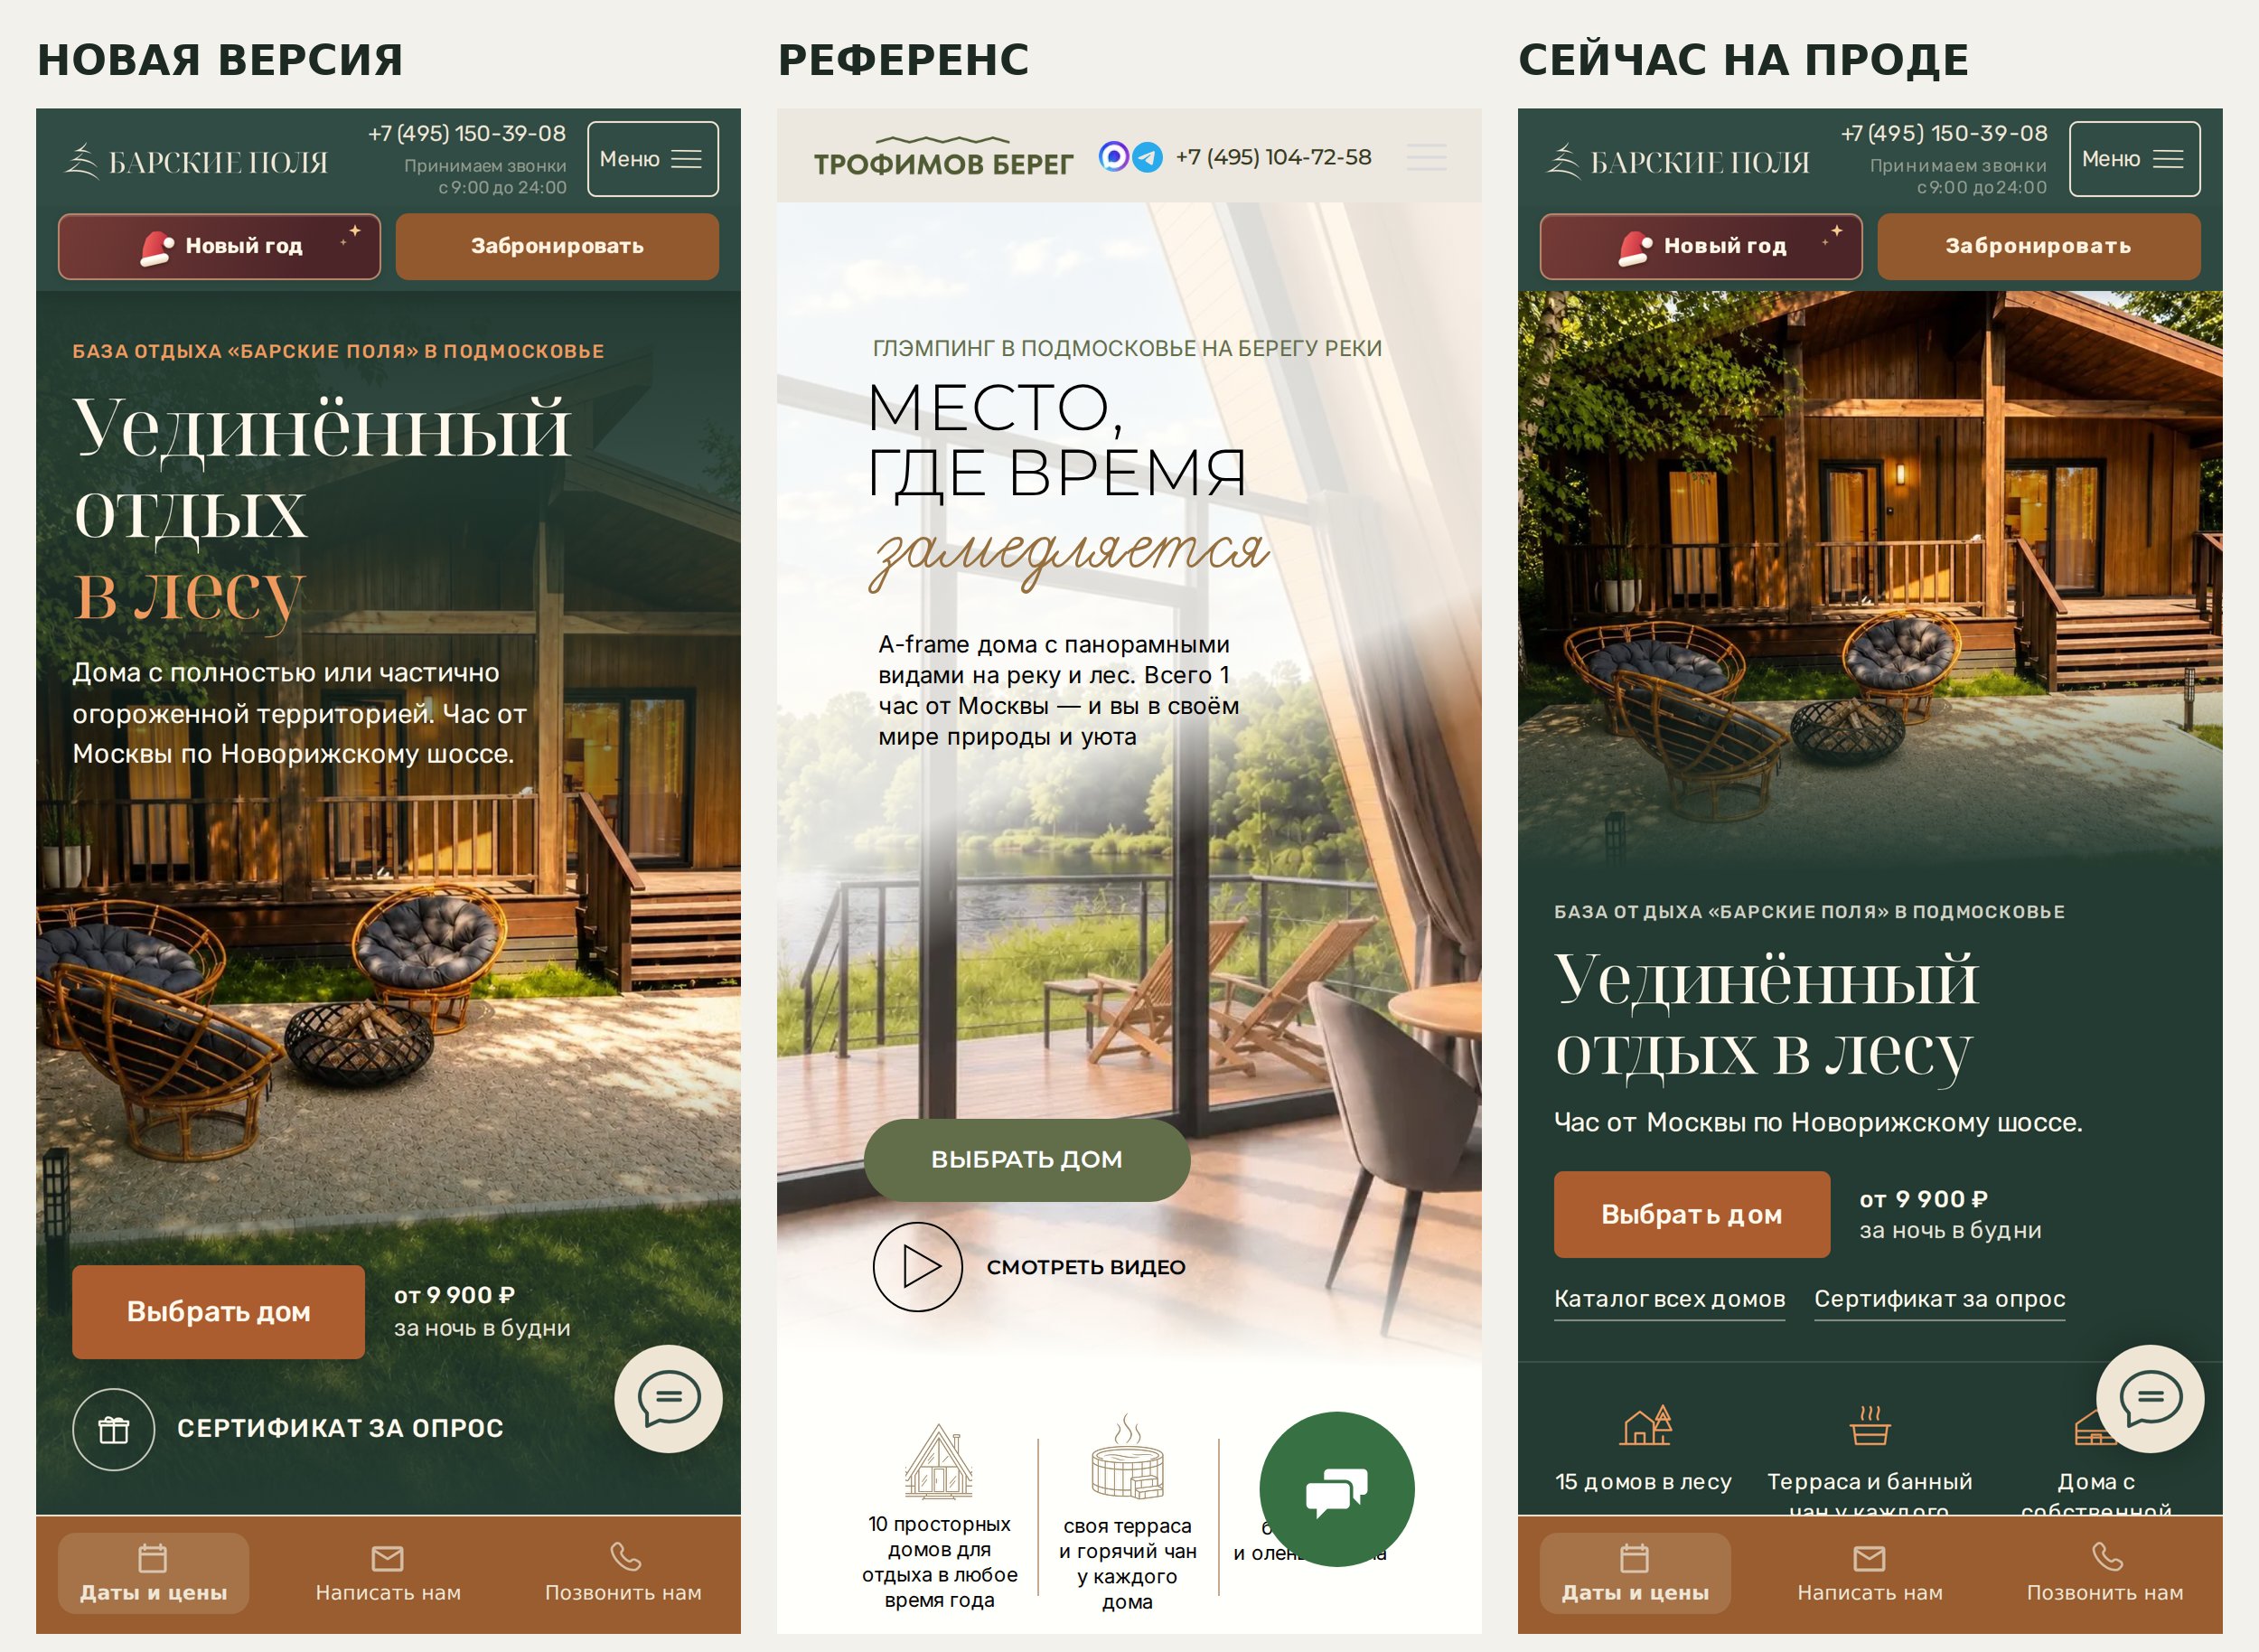 НОВАЯ ВЕРСИЯ
БАРСКИЕ ПОЛЯ
+7 (495) 150-39-08
Принимаем звонки
с 9:00 до 24:00
Меню
Новый год
Забронировать
БАЗА ОТДЫХА «БАРСКИЕ ПОЛЯ» В ПОДМОСКОВЬЕ
Уединённый
отдых
в лесу
Дома с полностью или частично
огороженной территорией. Час от
Москвы по Новорижскому шоссе.
Выбрать дом
от 9 900 ₽
за ночь в будни
СЕРТИФИКАТ ЗА ОПРОС
Даты и цены
Написать нам
Позвонить нам
РЕФЕРЕНС
ТРОФИМОВ БЕРЕГ
+7 (495) 104-72-58
ГЛЭМПИНГ В ПОДМОСКОВЬЕ НА БЕРЕГУ РЕКИ
МЕСТО,
ГДЕ ВРЕМЯ
замедляется
A-frame дома с панорамными
видами на реку и лес. Всего 1
час от Москвы — и вы в своём
мире природы и уюта
ВЫБРАТЬ ДОМ
СМОТРЕТЬ ВИДЕО
10 просторных
домов для
отдыха в любое
время года
своя терраса
и горячий чан
у каждого
дома
и
СЕЙЧАС НА ПРОДЕ
БАРСКИЕ ПОЛЯ
+7 (495) 150-39-08
Принимаем звонки
с 9:00 до 24:00
Меню
Новый год
Забронировать
БАЗА ОТДЫХА «БАРСКИЕ ПОЛЯ» В ПОДМОСКОВЬЕ
Уединённый
отдых в лесу
Час от Москвы по Новорижскому шоссе.
Выбрать дом
от 9 900 ₽
за ночь в будни
Каталог всех домов
Сертификат за опрос
15 домов в лесу
Терраса и банный
чан у каждого
Дома с
собственной
Даты и цены
Написать нам
Позвонить нам